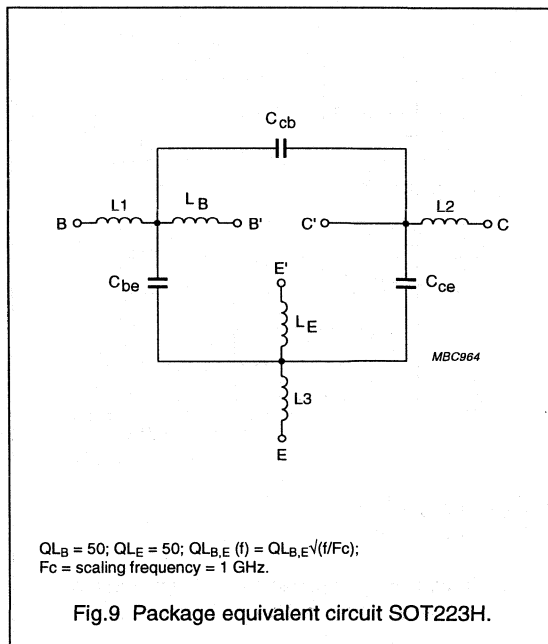 C_cb
L1
L_B
L2
B
B'
C'
C
E'
C_be
C_ce
L_E
MBC964
L3
E
QL_B = 50; QL_E = 50; QL_B,E (f) = QL_B,E√(f/Fc);
Fc = scaling frequency = 1 GHz.
Fig.9 Package equivalent circuit SOT223H.